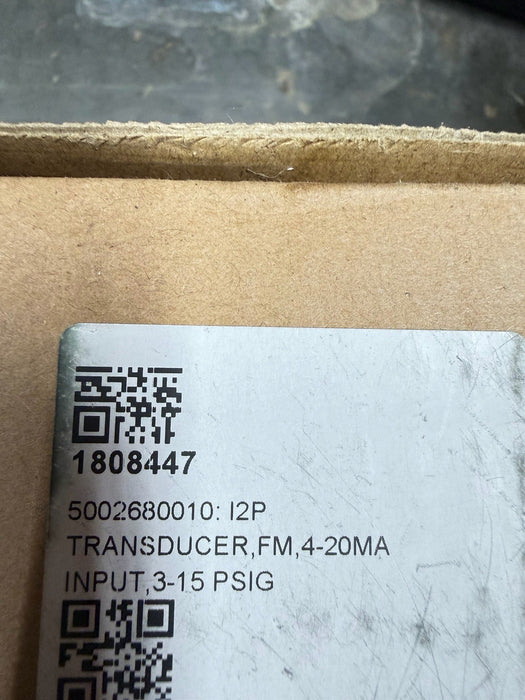 1808447
5002680010: I2P
TRANSDUCER,FM,4-20MA
INPUT,3-15 PSIG